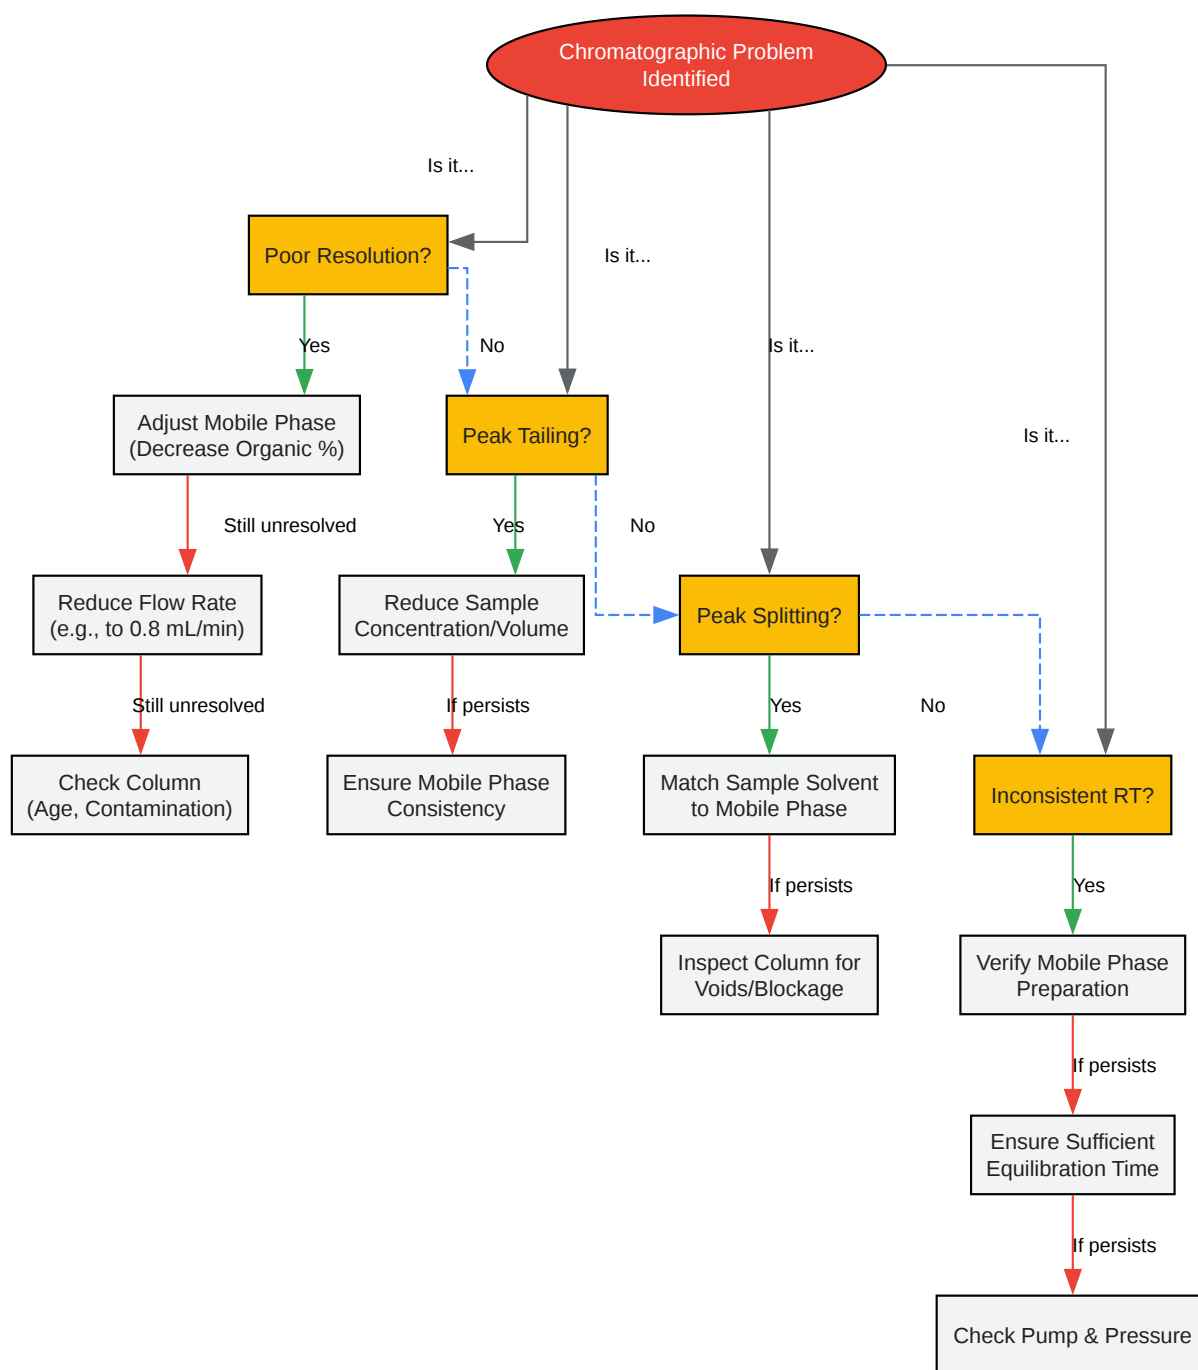 Chromatographic Problem
Identified
Is it...
Poor Resolution?
Is it...
Yes
No
Is it...
Adjust Mobile Phase
(Decrease Organic %)
Peak Tailing?
Is it...
Still unresolved
Yes
No
Reduce Flow Rate
(e.g., to 0.8 mL/min)
Reduce Sample
Concentration/Volume
Peak Splitting?
Still unresolved
If persists
Yes
No
Check Column
(Age, Contamination)
Ensure Mobile Phase
Consistency
Match Sample Solvent
to Mobile Phase
Inconsistent RT?
If persists
Yes
Inspect Column for
Voids/Blockage
Verify Mobile Phase
Preparation
If persists
Ensure Sufficient
Equilibration Time
If persists
Check Pump & Pressure